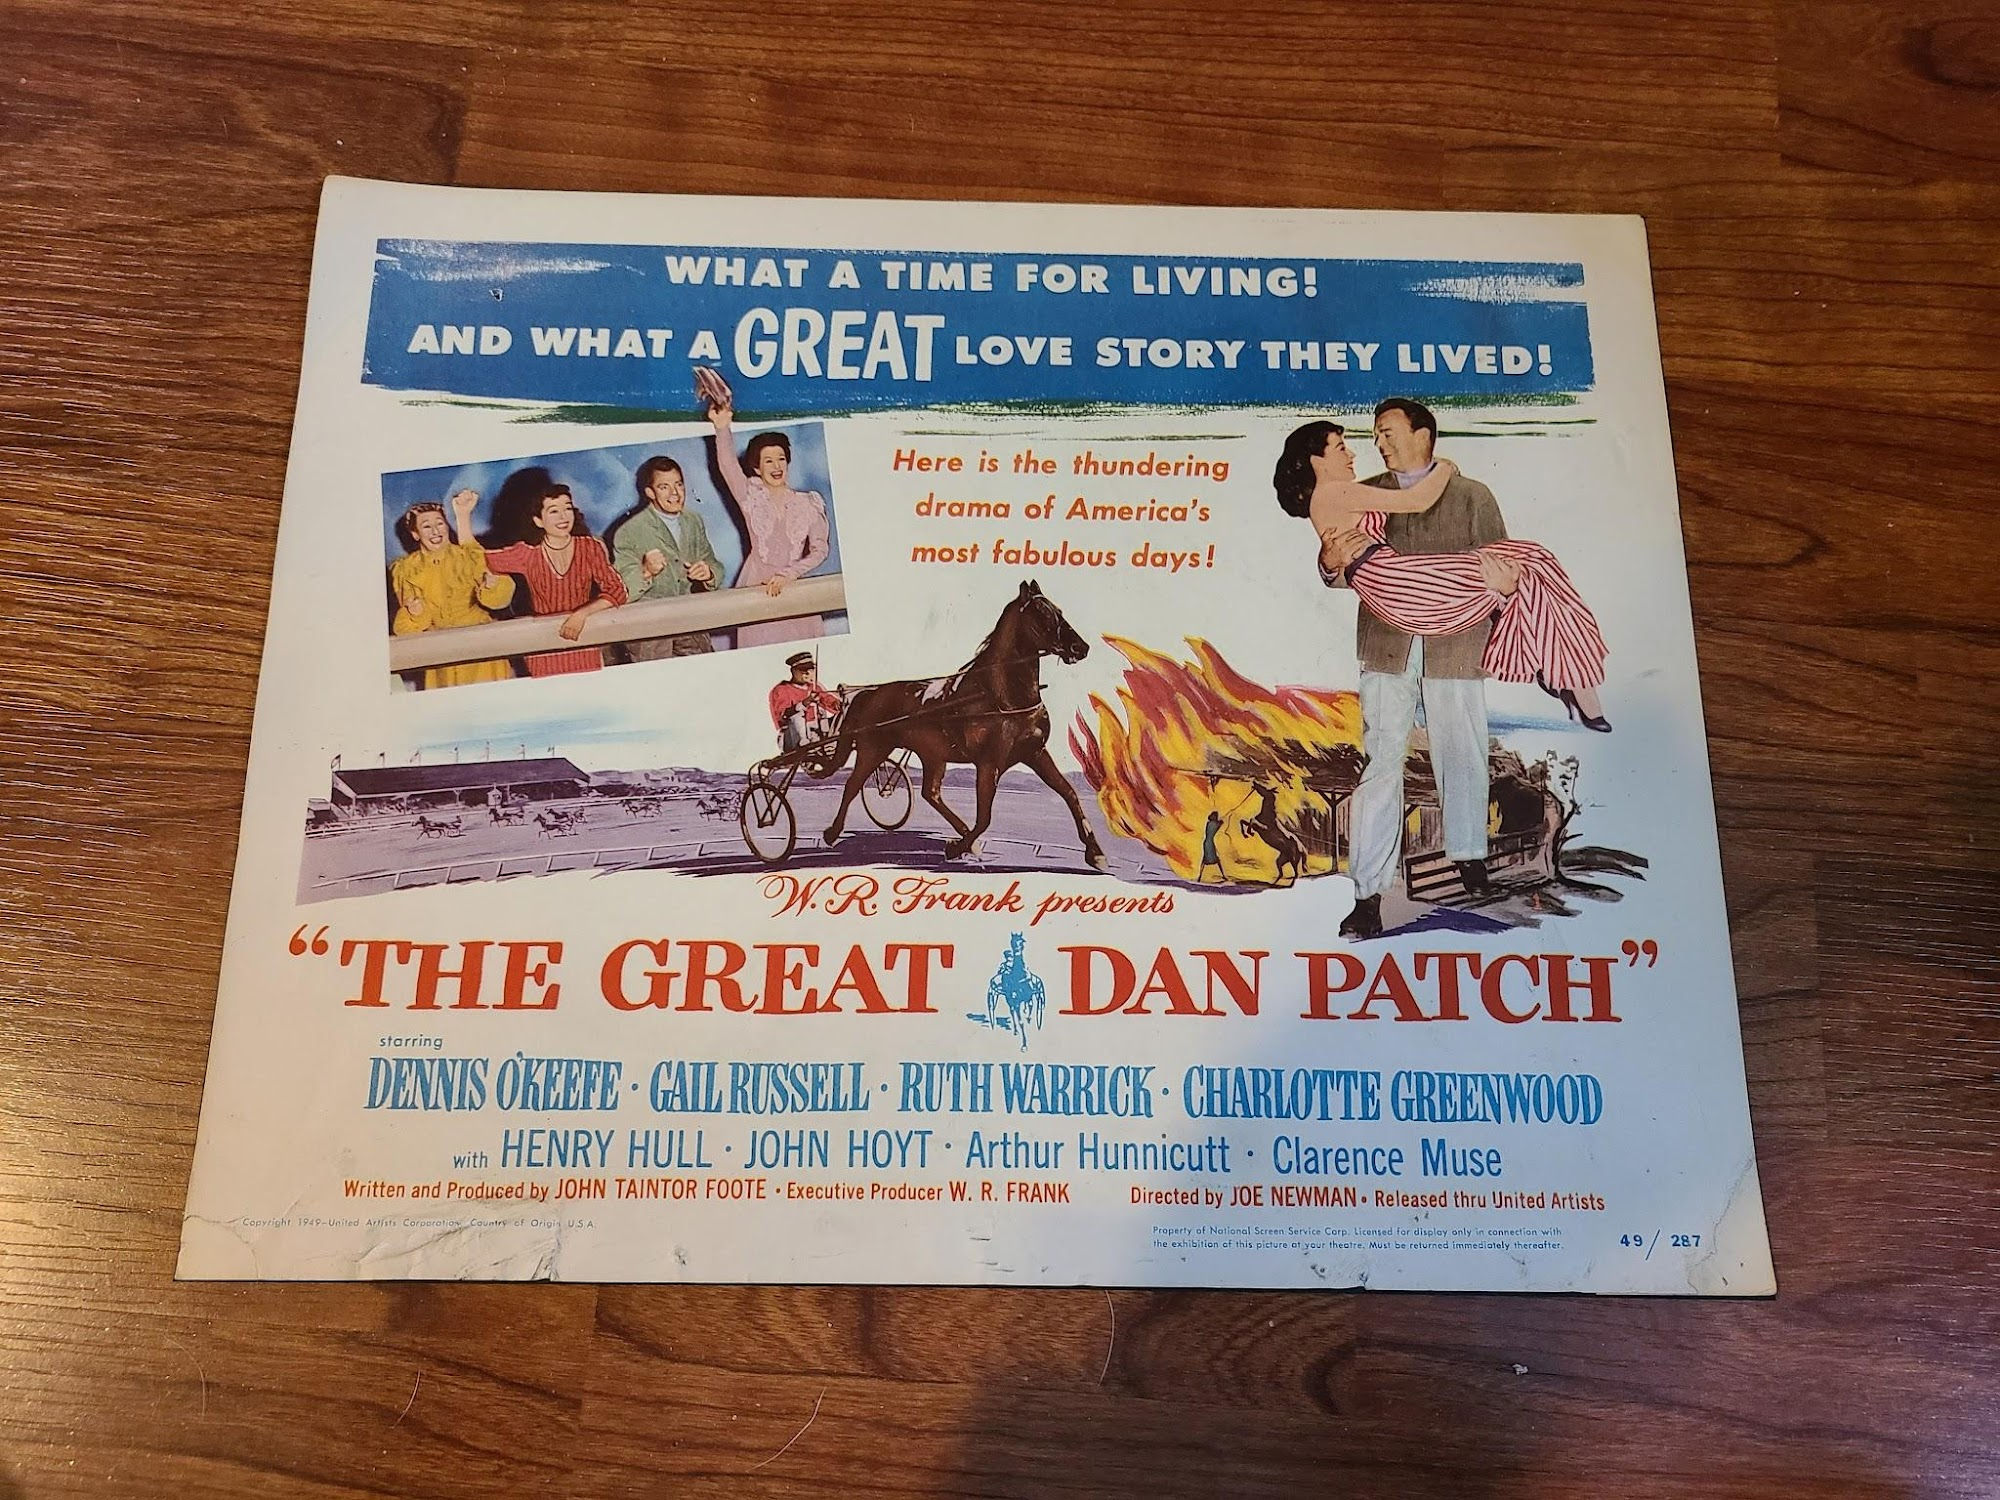 WHAT A TIME FOR LIVING!
AND WHAT A GREAT LOVE STORY THEY LIVED!
Here is the thundering
drama of America's
most fabulous days!
W. R. Frank presents
"THE GREAT DAN PATCH"
starring
DENNIS O'KEEFE · GAIL RUSSELL · RUTH WARRICK · CHARLOTTE GREENWOOD
with HENRY HULL · JOHN HOYT · Arthur Hunnicutt · Clarence Muse
Written and Produced by JOHN TAINTOR FOOTE · Executive Producer W. R. FRANK Directed by JOE NEWMAN · Released thru United Artists
Copyright 1949—United Artists Corporation Country of Origin U.S.A.
Property of National Screen Service Corp. Licensed for display only in connection with
the exhibition of this picture at your theatre. Must be returned immediately thereafter.
49/287